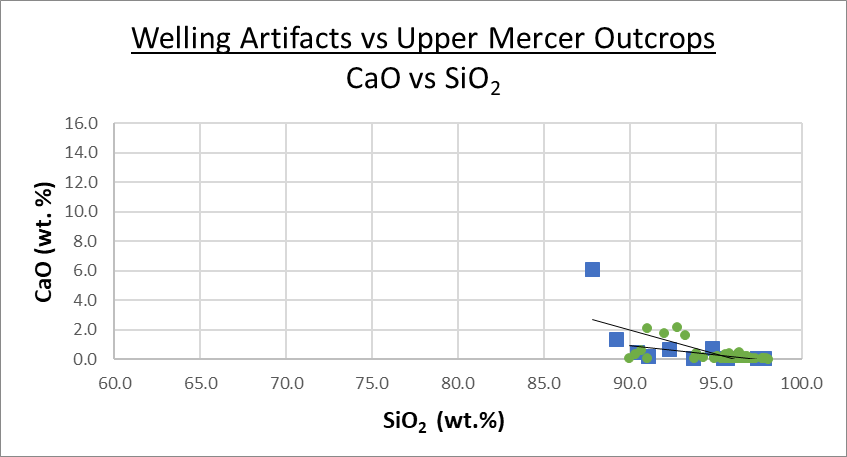 Welling Artifacts vs Upper Mercer Outcrops
CaO vs SiO₂
16.0
14.0
12.0
10.0
8.0
6.0
4.0
2.0
0.0
CaO (wt. %)
60.0 65.0 70.0 75.0 80.0 85.0 90.0 95.0 100.0
SiO₂ (wt.%)